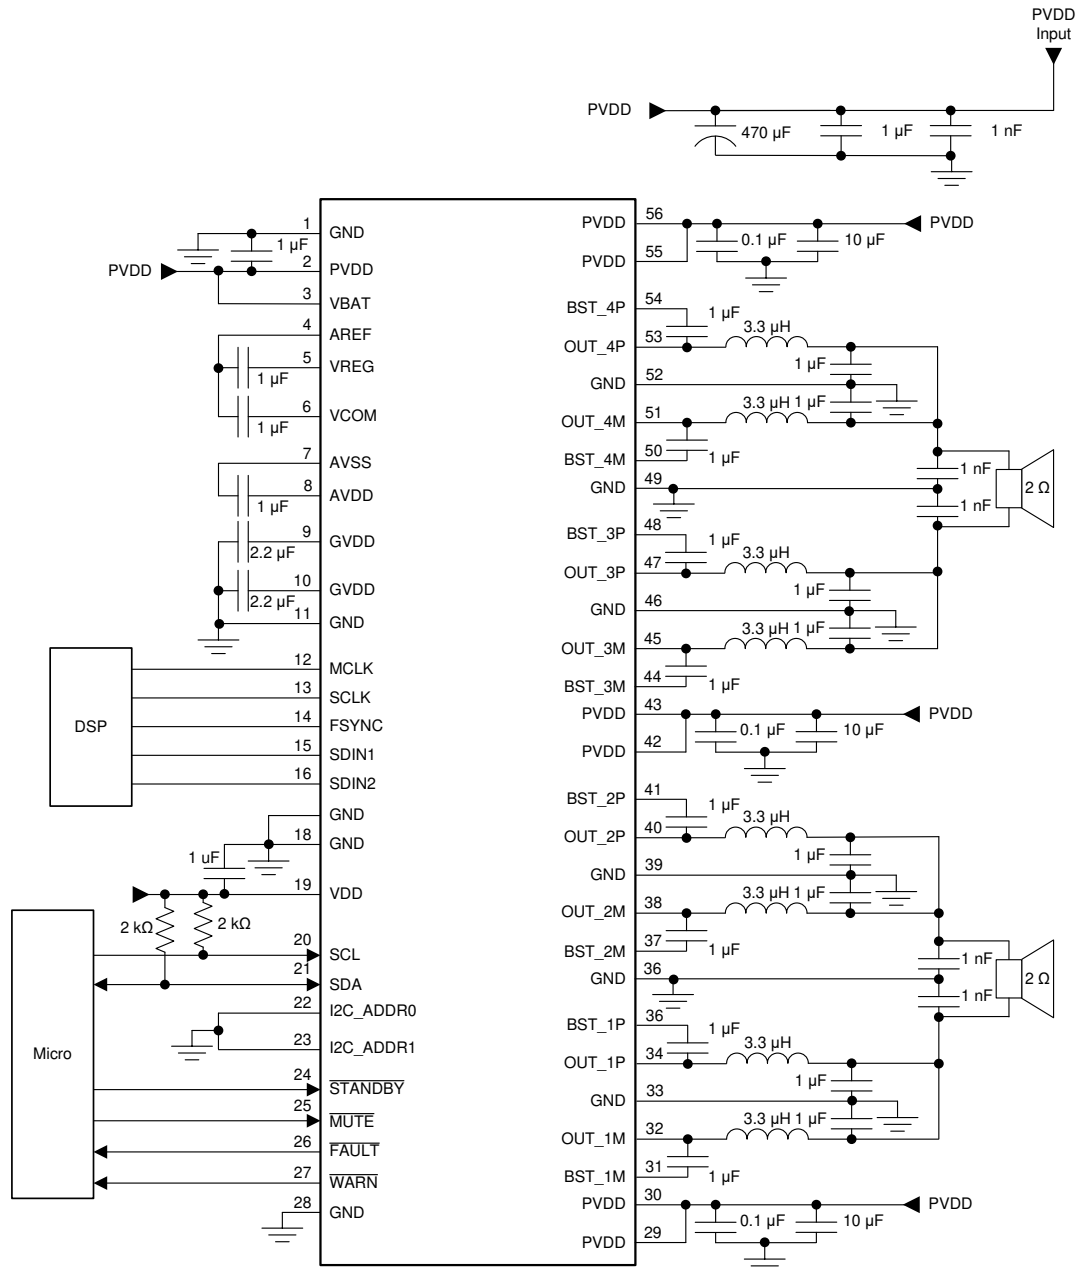 PVDD
Input
PVDD
470 µF
1 µF
1 nF
1
GND
1 µF
PVDD
2
PVDD
3
VBAT
4
AREF
5
VREG
1 µF
6
VCOM
1 µF
7
AVSS
8
AVDD
1 µF
9
GVDD
2.2 µF
10
GVDD
2.2 µF
11
GND
DSP
12
MCLK
13
SCLK
14
FSYNC
15
SDIN1
16
SDIN2
GND
18
GND
1 uF
19
VDD
2 kΩ
2 kΩ
Micro
20
SCL
21
SDA
22
I2C_ADDR0
23
I2C_ADDR1
24
STANDBY
25
MUTE
26
FAULT
27
WARN
28
GND
PVDD
56
PVDD
0.1 µF
10 µF
PVDD
55
BST_4P
54
1 µF
3.3 µH
OUT_4P
53
1 µF
GND
52
3.3 µH
1 µF
OUT_4M
51
BST_4M
50
1 µF
GND
49
1 nF
1 nF
2 Ω
BST_3P
48
1 µF
3.3 µH
OUT_3P
47
1 µF
GND
46
3.3 µH
1 µF
OUT_3M
45
BST_3M
44
1 µF
PVDD
43
PVDD
0.1 µF
10 µF
PVDD
42
BST_2P
41
1 µF
3.3 µH
OUT_2P
40
1 µF
GND
39
3.3 µH
1 µF
OUT_2M
38
BST_2M
37
1 µF
GND
36
1 nF
1 nF
2 Ω
BST_1P
36
1 µF
3.3 µH
OUT_1P
34
1 µF
GND
33
3.3 µH
1 µF
OUT_1M
32
BST_1M
31
1 µF
PVDD
30
PVDD
0.1 µF
10 µF
PVDD
29